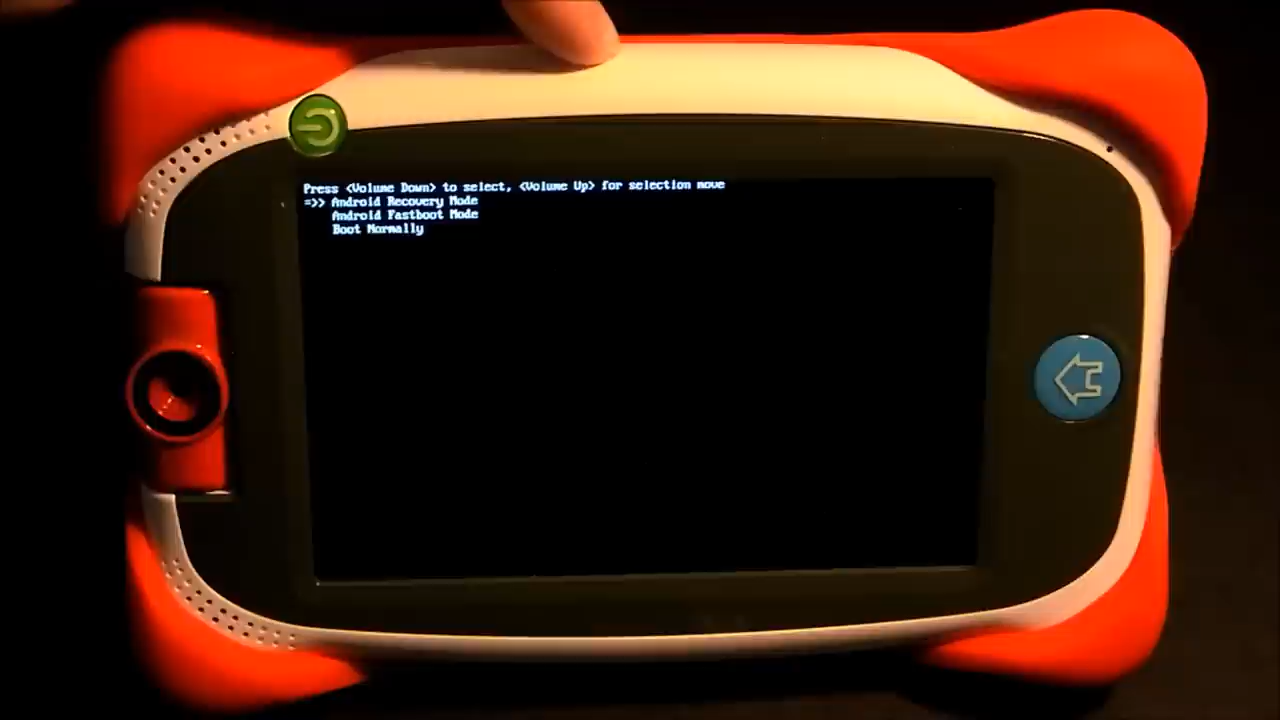 Press <Volume Down> to select, <Volume Up> for selection move
=>> Android Recovery Mode
Android Fastboot Mode
Boot Normally